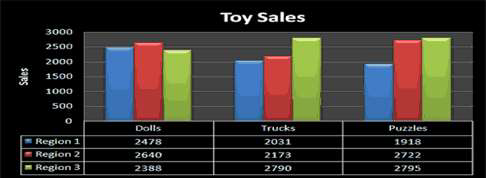 Toy Sales
3000
2500
2000
1500
1000
500
0
Sales
Dolls Trucks Puzzles
Region 1 2478 2031 1918
Region 2 2640 2173 2722
Region 3 2388 2790 2795